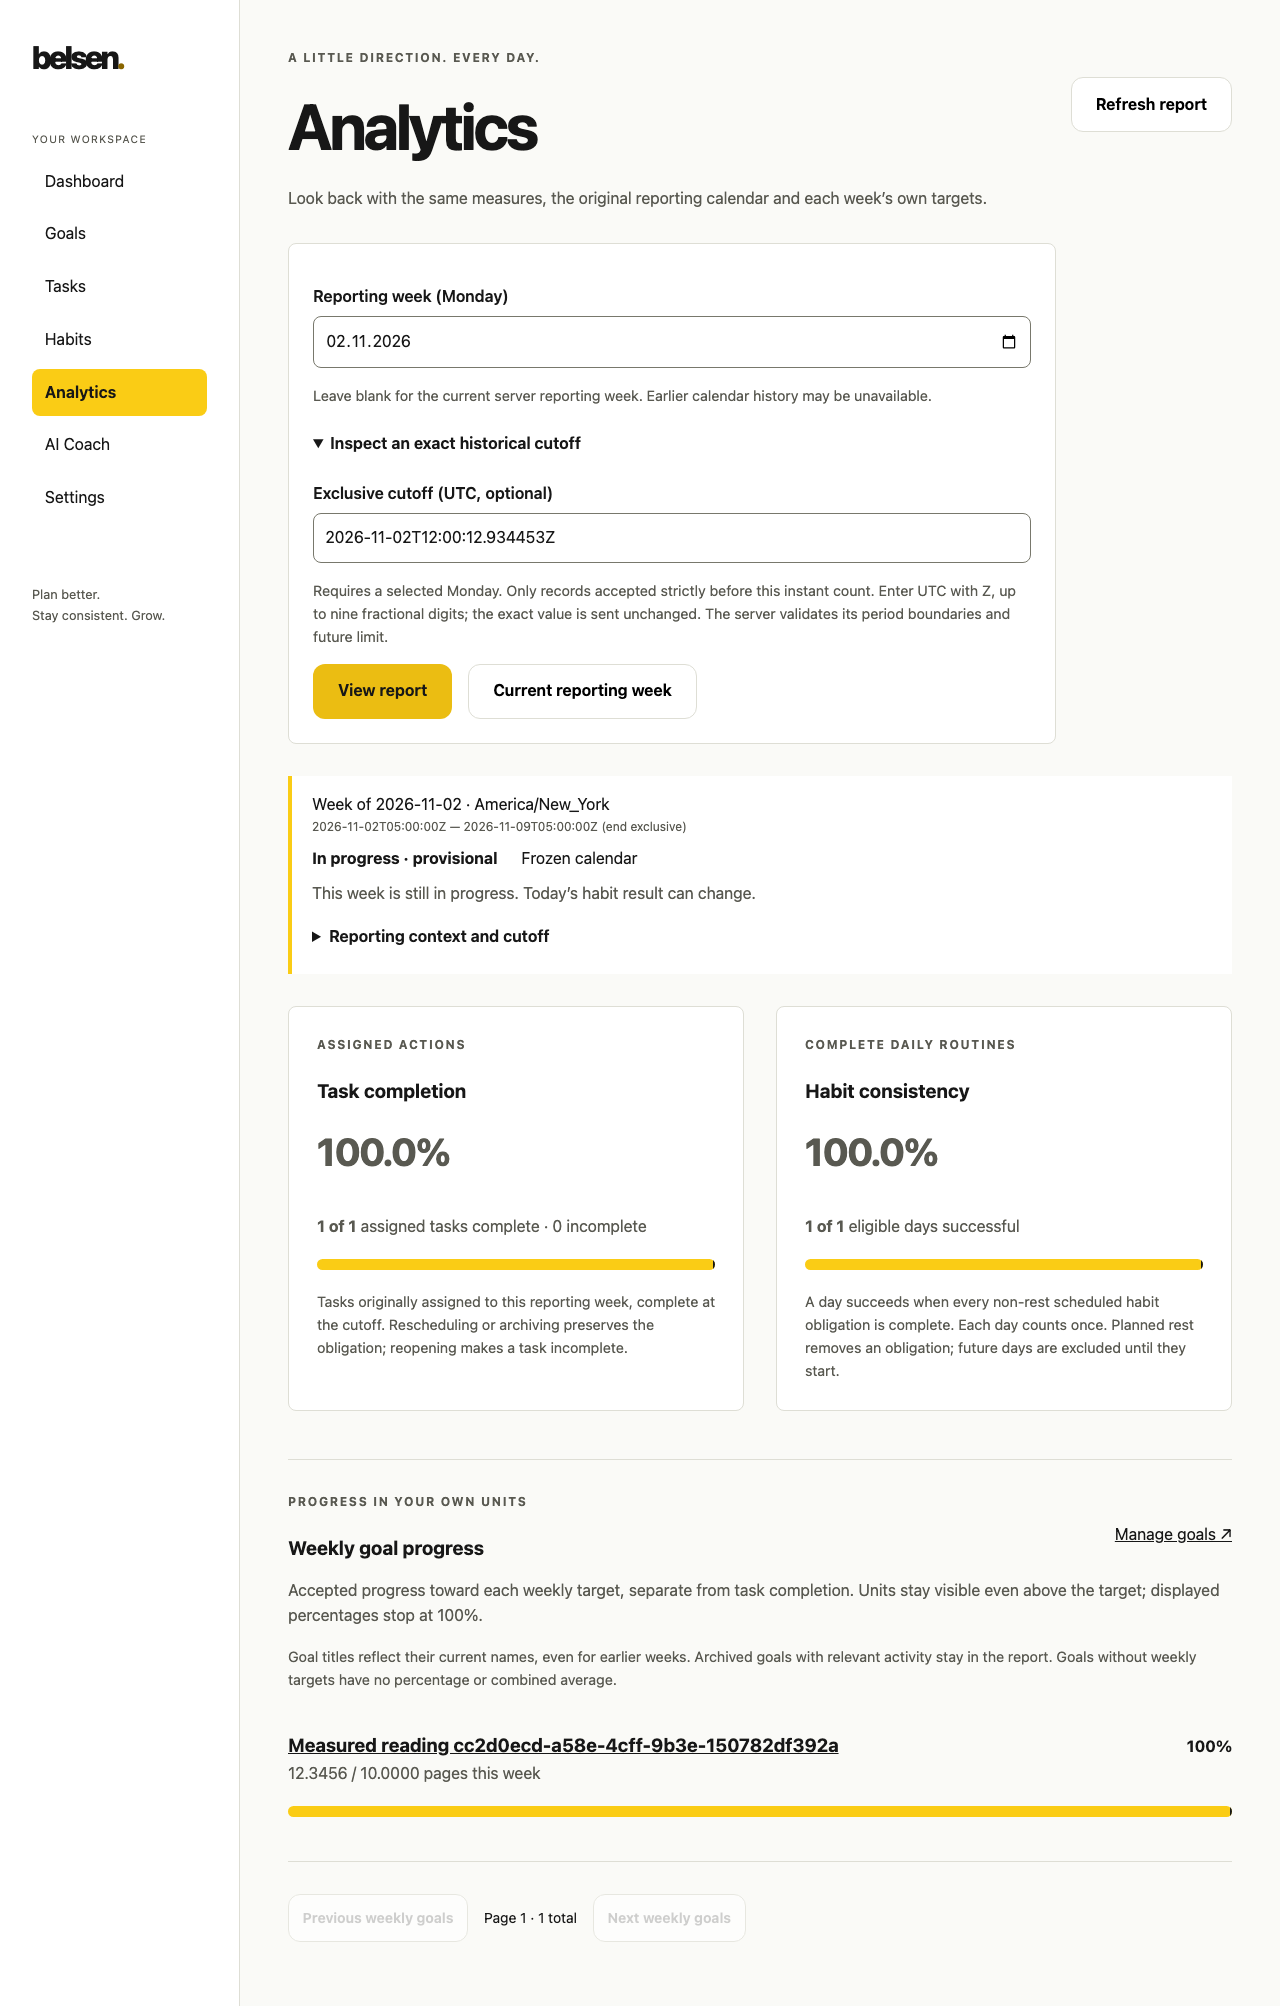 belsen.
YOUR WORKSPACE
Dashboard
Goals
Tasks
Habits
Analytics
AI Coach
Settings
Plan better.
Stay consistent. Grow.
A LITTLE DIRECTION. EVERY DAY.
Analytics
Refresh report
Look back with the same measures, the original reporting calendar and each week’s own targets.
Reporting week (Monday)
02.11.2026
Leave blank for the current server reporting week. Earlier calendar history may be unavailable.
▼ Inspect an exact historical cutoff
Exclusive cutoff (UTC, optional)
2026-11-02T12:00:12.934453Z
Requires a selected Monday. Only records accepted strictly before this instant count. Enter UTC with Z, up
to nine fractional digits; the exact value is sent unchanged. The server validates its period boundaries and
future limit.
View report
Current reporting week
Week of 2026-11-02 · America/New_York
2026-11-02T05:00:00Z — 2026-11-09T05:00:00Z (end exclusive)
In progress · provisional Frozen calendar
This week is still in progress. Today’s habit result can change.
▶ Reporting context and cutoff
ASSIGNED ACTIONS
Task completion
100.0%
1 of 1 assigned tasks complete · 0 incomplete
Tasks originally assigned to this reporting week, complete at
the cutoff. Rescheduling or archiving preserves the
obligation; reopening makes a task incomplete.
COMPLETE DAILY ROUTINES
Habit consistency
100.0%
1 of 1 eligible days successful
A day succeeds when every non-rest scheduled habit
obligation is complete. Each day counts once. Planned rest
removes an obligation; future days are excluded until they
start.
PROGRESS IN YOUR OWN UNITS
Weekly goal progress
Manage goals ↗
Accepted progress toward each weekly target, separate from task completion. Units stay visible even above the target; displayed
percentages stop at 100%.
Goal titles reflect their current names, even for earlier weeks. Archived goals with relevant activity stay in the report. Goals without weekly
targets have no percentage or combined average.
Measured reading cc2d0ecd-a58e-4cff-9b3e-150782df392a
100%
12.3456 / 10.0000 pages this week
Previous weekly goals
Page 1 · 1 total
Next weekly goals